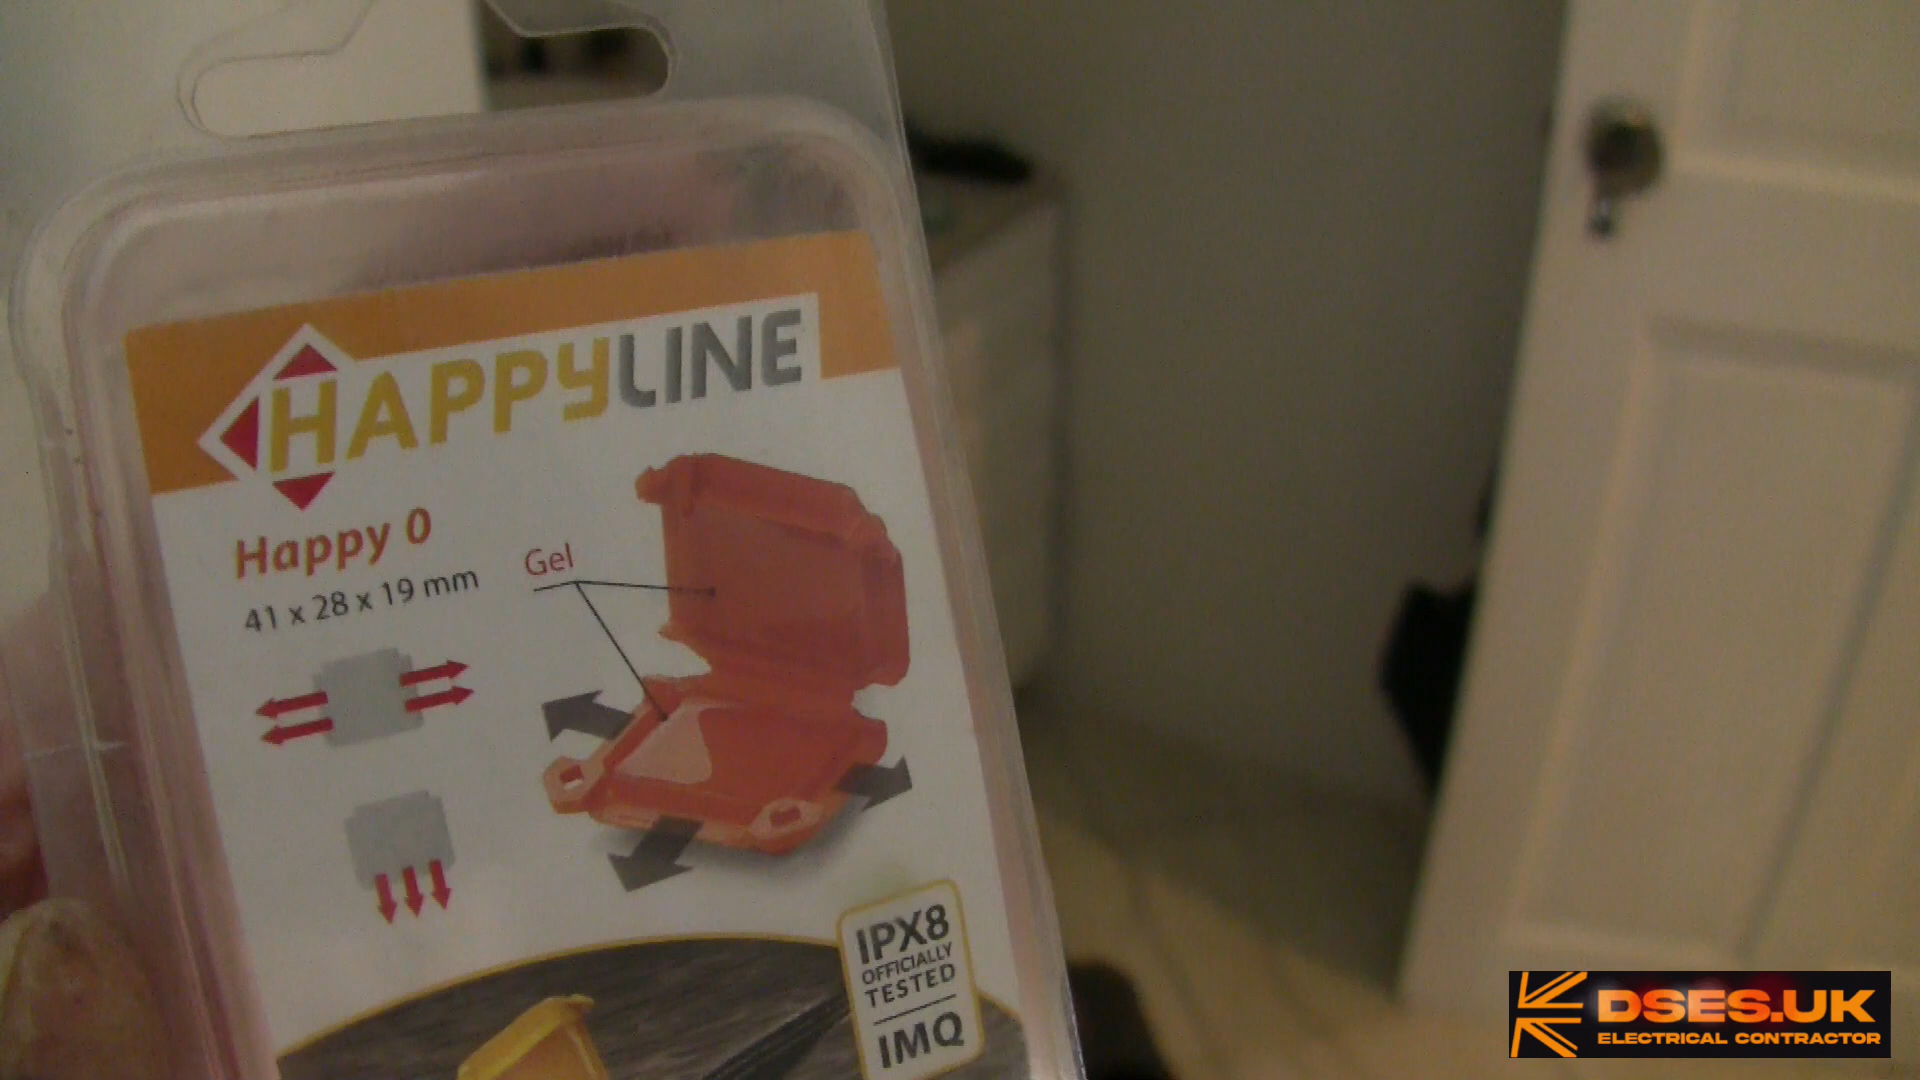 HAPPYLINE
Happy 0
41 x 28 x 19 mm
Gel
IPX8
OFFICIALLY
TESTED
IMQ
DSES.UK
ELECTRICAL CONTRACTOR